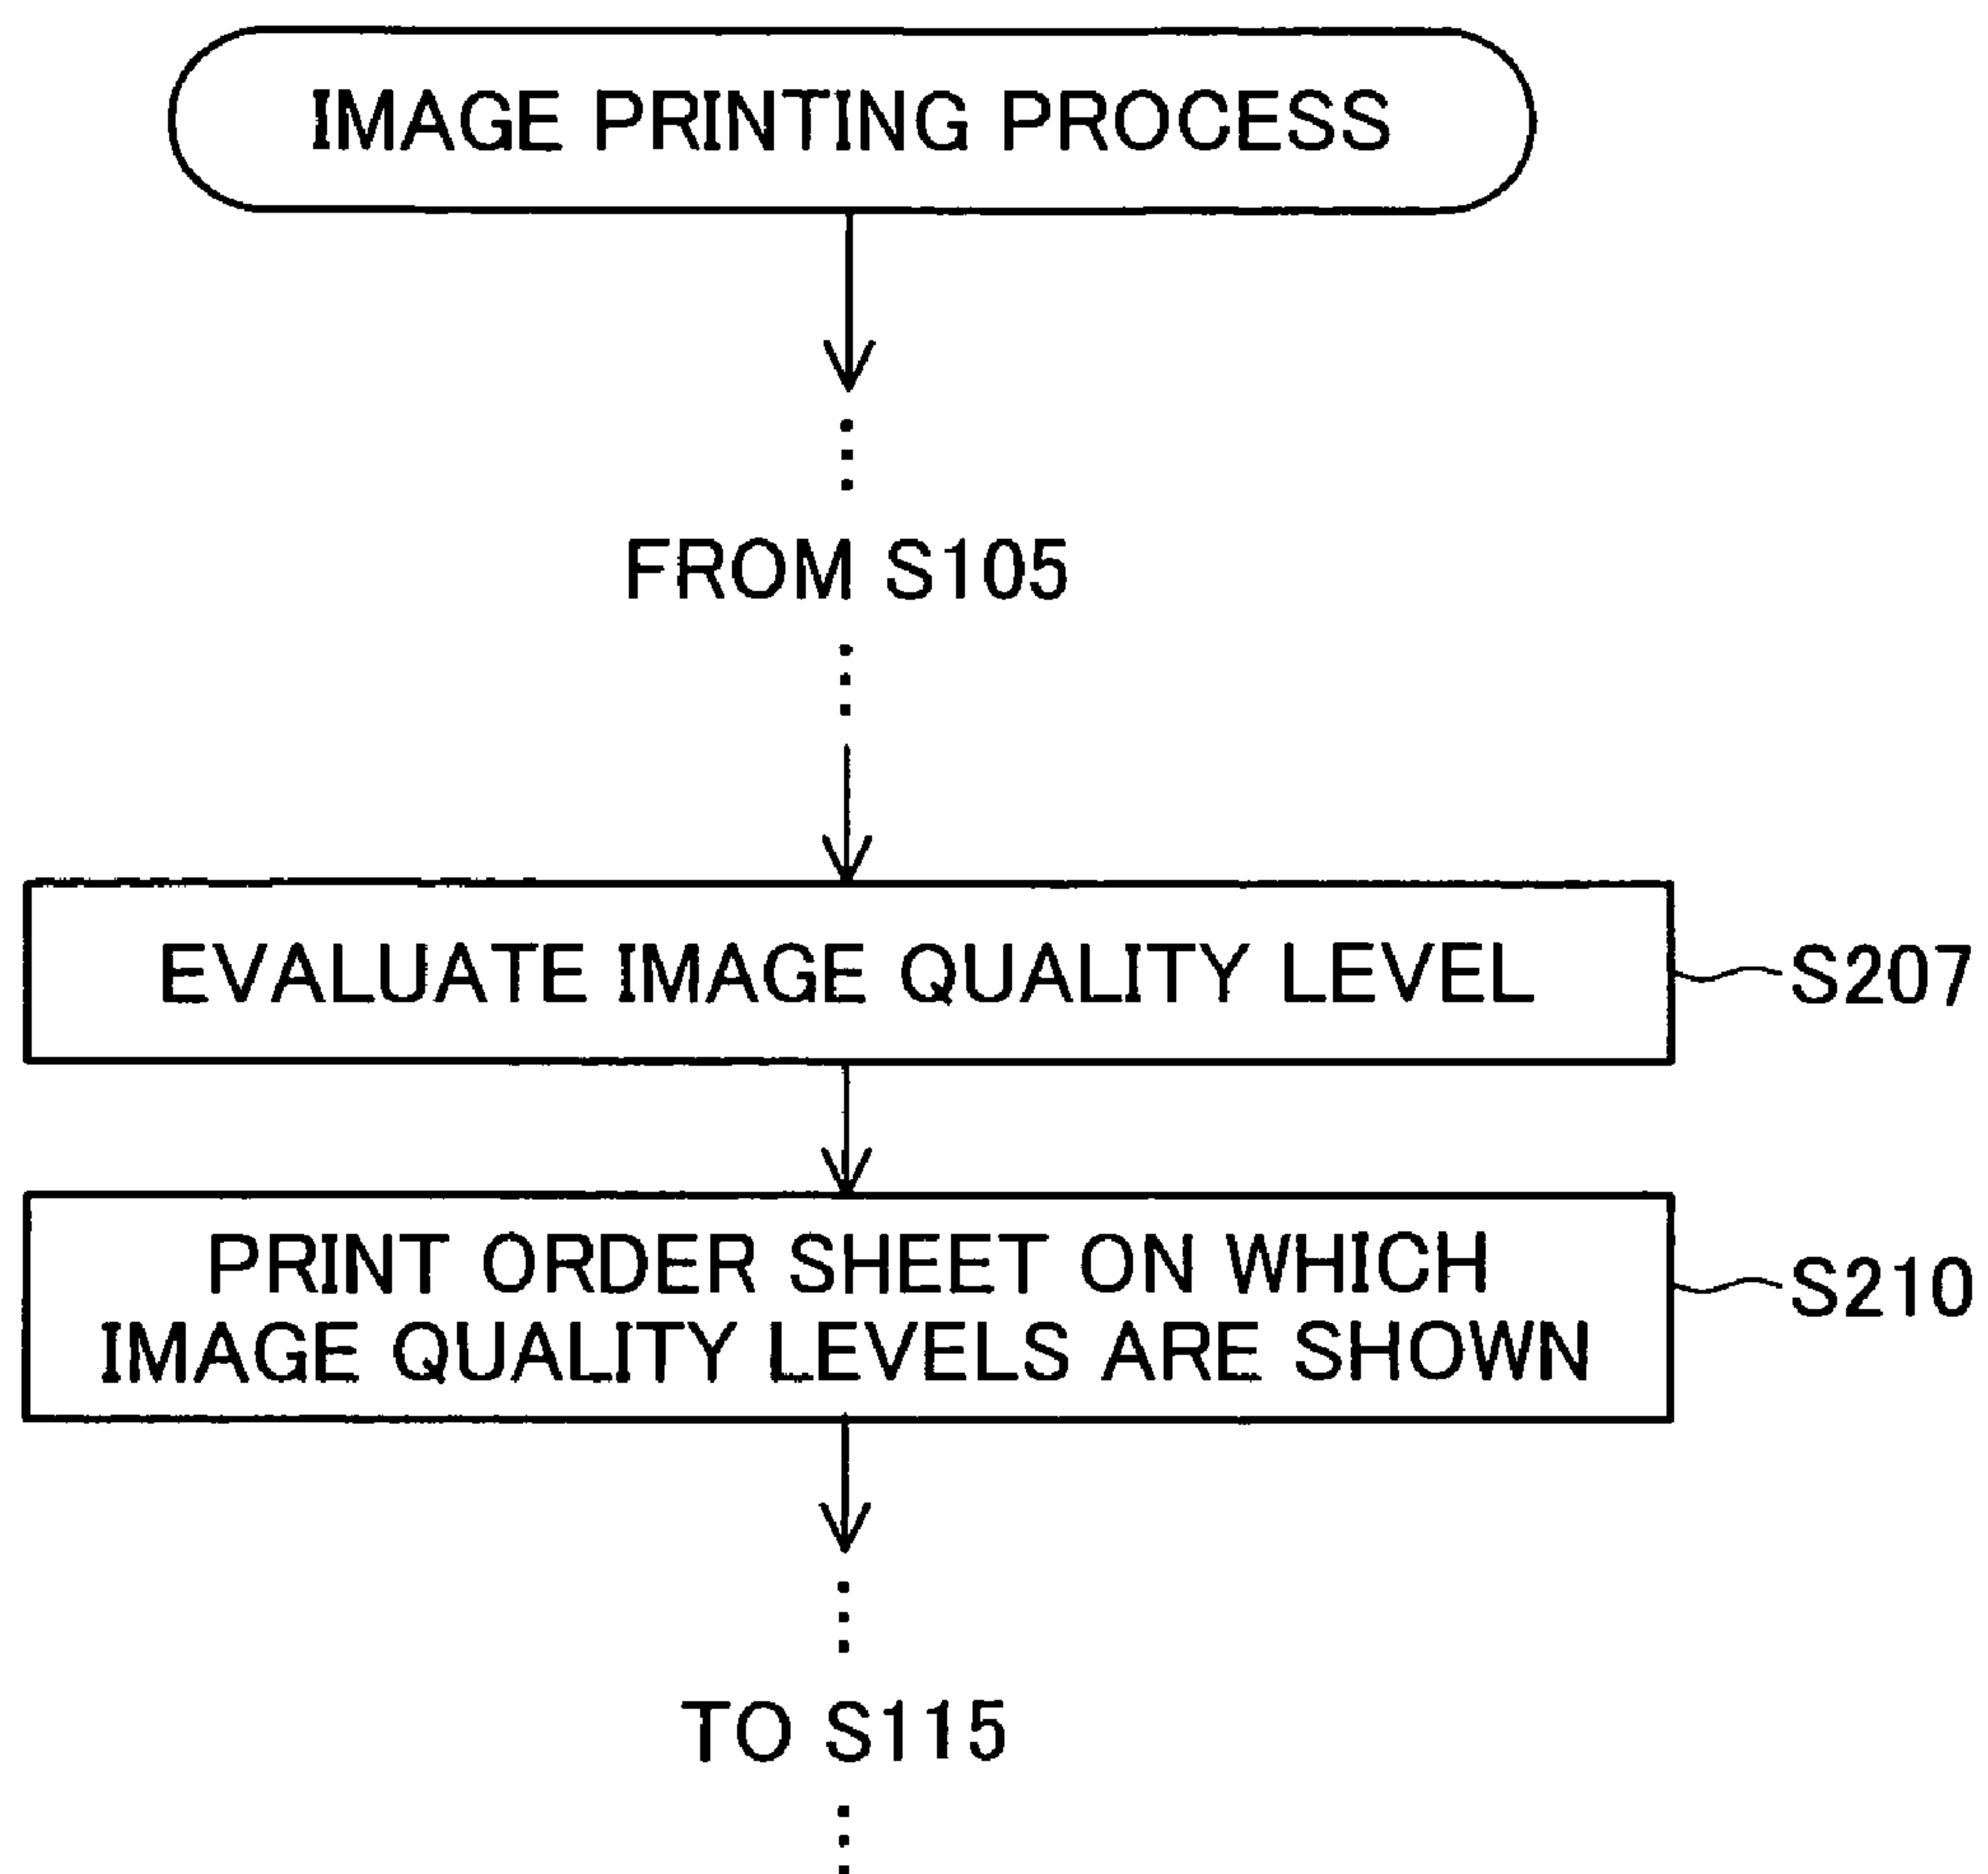 IMAGE PRINTING PROCESS
FROM S105
EVALUATE IMAGE QUALITY LEVEL
S207
PRINT ORDER SHEET ON WHICH
IMAGE QUALITY LEVELS ARE SHOWN
S210
TO S115